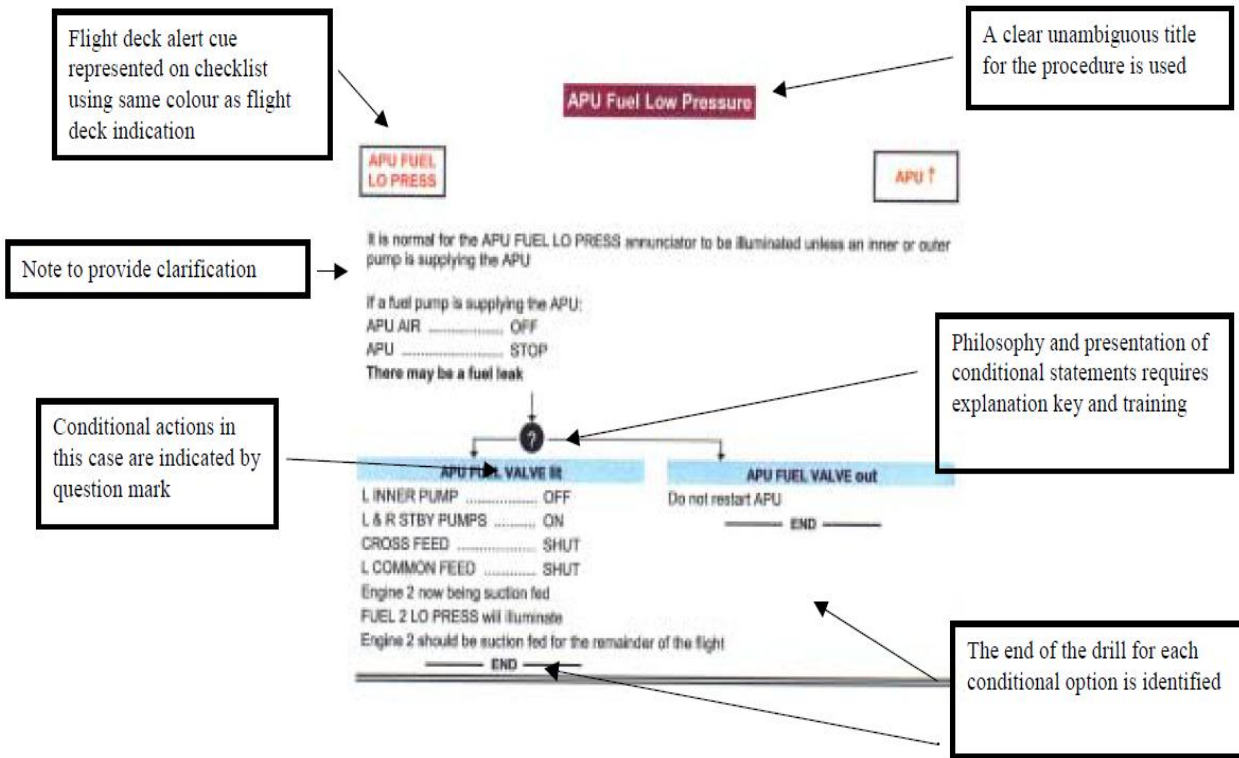 Flight deck alert cue
represented on checklist
using same colour as flight
deck indication
A clear unambiguous title
for the procedure is used
APU Fuel Low Pressure
APU FUEL
LO PRESS
APU ↑
It is normal for the APU FUEL LO PRESS annunciator to be illuminated unless an inner or outer
pump is supplying the APU
Note to provide clarification
If a fuel pump is supplying the APU:
APU AIR .................... OFF
APU .......................... STOP
There may be a fuel leak
Philosophy and presentation of
conditional statements requires
explanation key and training
Conditional actions in
this case are indicated by
question mark
?
APU FUEL VALVE lit
L INNER PUMP ................... OFF
L & R STBY PUMPS .......... ON
CROSS FEED .................... SHUT
L COMMON FEED ............. SHUT
Engine 2 now being suction fed
FUEL 2 LO PRESS will illuminate
Engine 2 should be suction fed for the remainder of the flight
END
APU FUEL VALVE out
Do not restart APU
END
The end of the drill for each
conditional option is identified